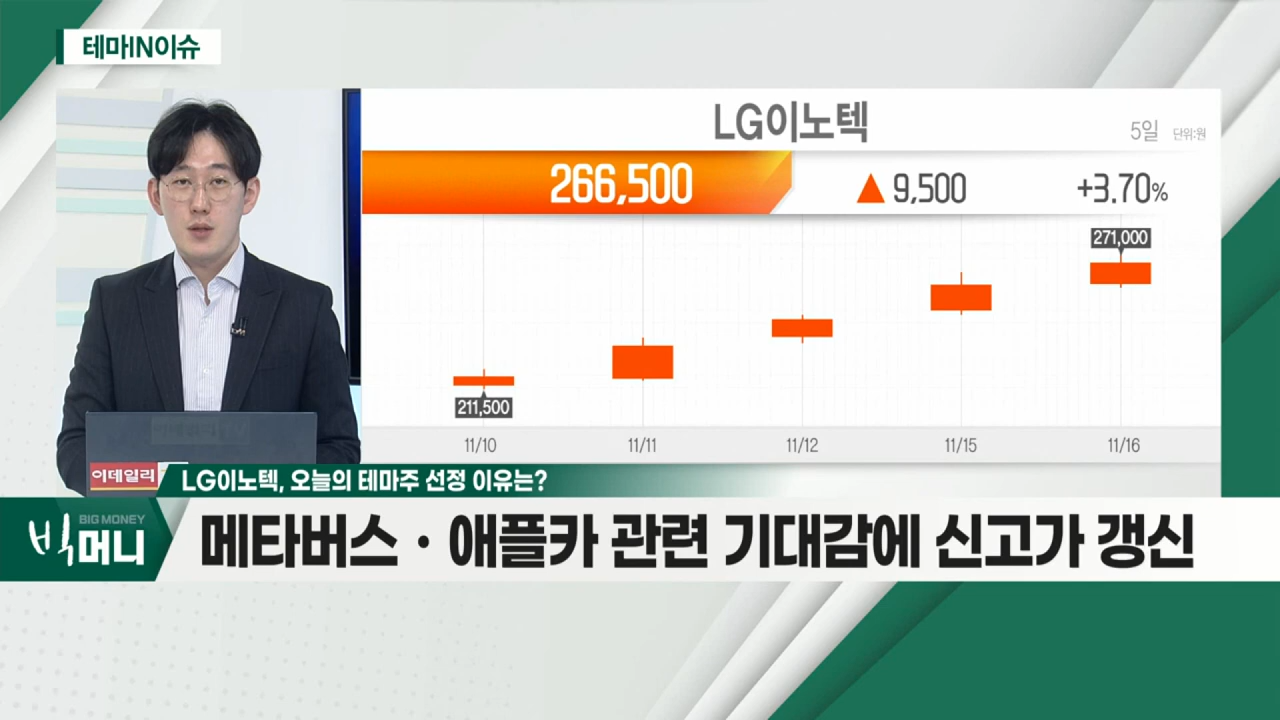 테마IN이슈
LG이노텍
5일 단위:원
266,500 ▲ 9,500 +3.70%
271,000
211,500
11/10 11/11 11/12 11/15 11/16
이데일리
LG이노텍, 오늘의 테마주 선정 이유는?
BIG MONEY
빅머니
메타버스·애플카 관련 기대감에 신고가 갱신